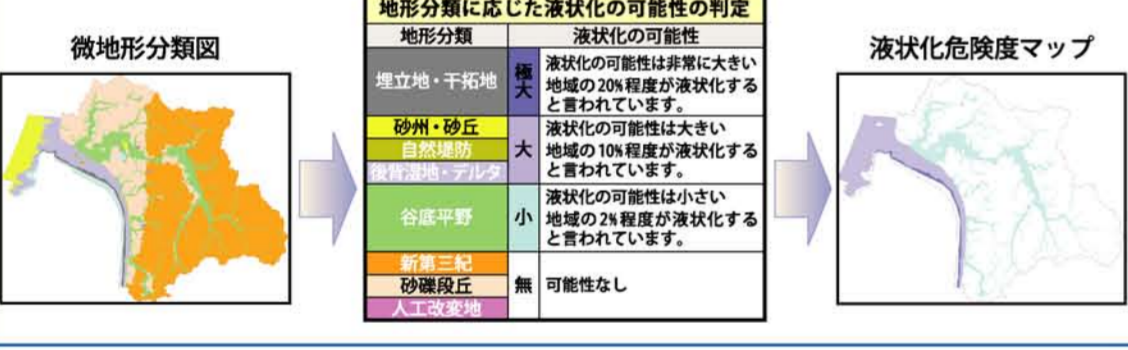 地形分類に応じた液状化の可能性の判定
微地形分類図
地形分類
液状化の可能性
埋立地・干拓地
極大
液状化の可能性は非常に大きい
地域の20%程度が液状化する
と言われています。
砂州・砂丘
自然堤防
後背湿地・デルタ
大
液状化の可能性は大きい
地域の10%程度が液状化する
と言われています。
谷底平野
小
液状化の可能性は小さい
地域の2%程度が液状化する
と言われています。
新第三紀
砂礫段丘
人工改変地
無
可能性なし
液状化危険度マップ